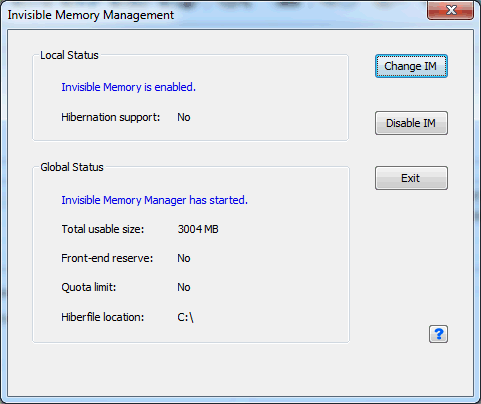 Invisible Memory Management
Local Status
Invisible Memory is enabled.
Hibernation support: No
Change IM
Disable IM
Exit
Global Status
Invisible Memory Manager has started.
Total usable size: 3004 MB
Front-end reserve: No
Quota limit: No
Hiberfile location: C:\
?